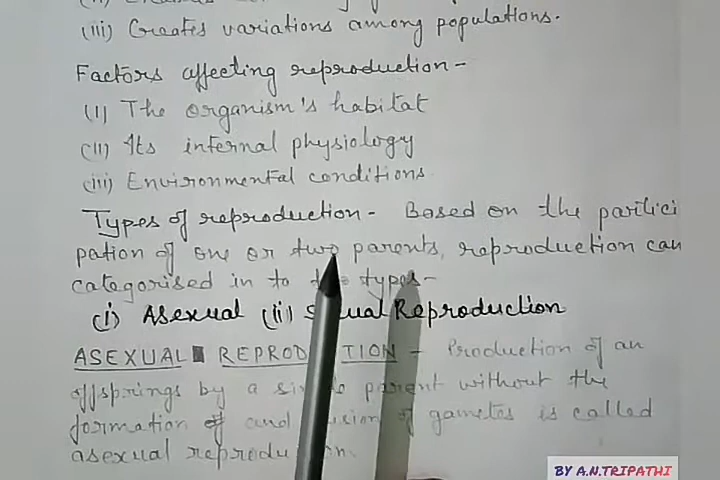 (iii) Creates variations among populations.
Factors affecting reproduction -
(i) The organism's habitat
(ii) Its internal physiology
(iii) Environmental conditions.
Types of reproduction - Based on the partici
pation of one or two parents, reproduction can
categorised in to types -
(i) Asexual (ii) Reproduction
ASEXUAL REPRODUCTION - Production of an
offsprings by a parent without the
formation of and of gametes is called
asexual reproduction.
BY A.N.TRIPATHI